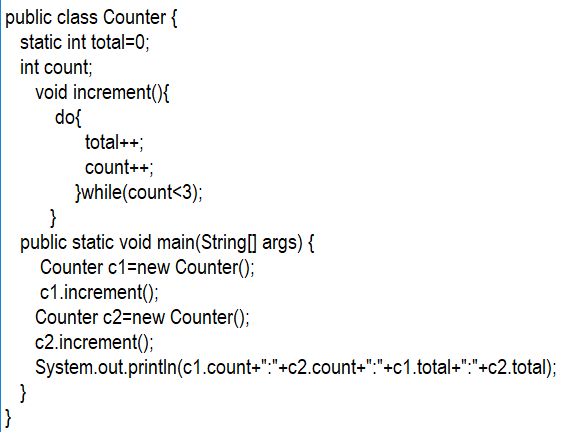 public class Counter {
static int total=0;
int count;
void increment(){
do{
total++;
count++;
}while(count<3);
}
public static void main(String[] args) {
Counter c1=new Counter();
c1.increment();
Counter c2=new Counter();
c2.increment();
System.out.println(c1.count+":"+c2.count+":"+c1.total+":"+c2.total);
}
}